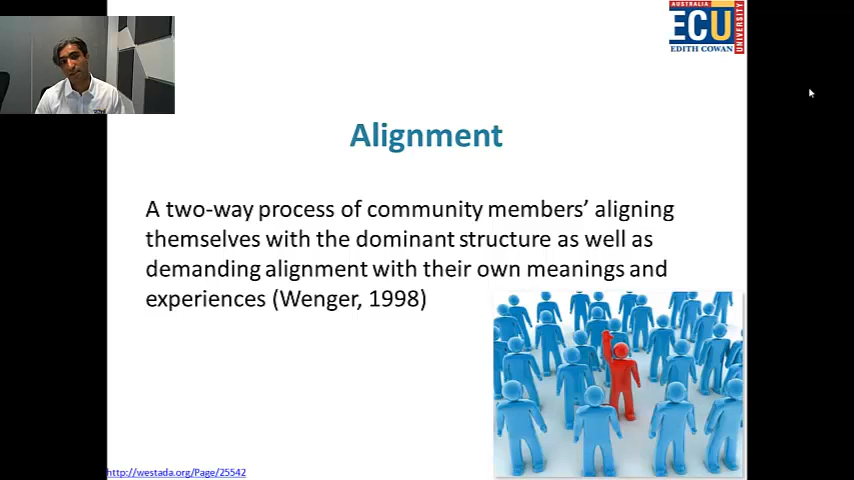 AUSTRALIA
ECU
EDITH COWAN
UNIVERSITY
Alignment
A two-way process of community members’ aligning
themselves with the dominant structure as well as
demanding alignment with their own meanings and
experiences (Wenger, 1998)
http://westada.org/Page/25542